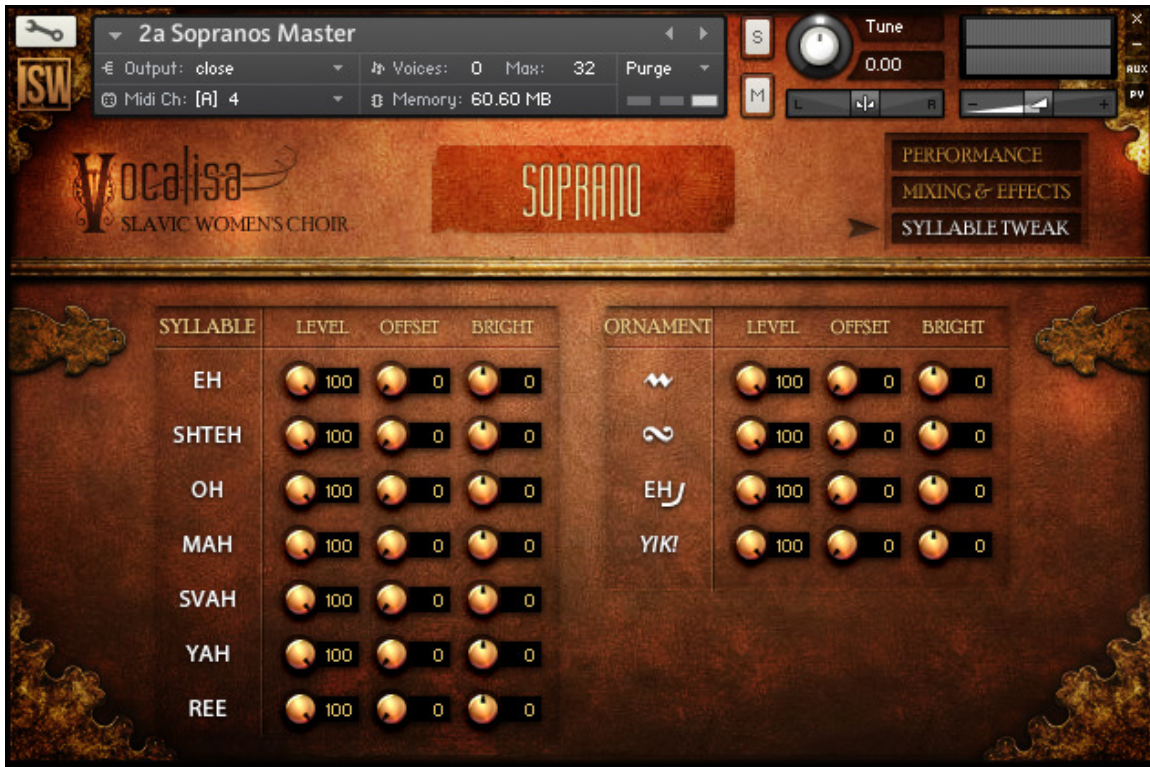 2a Sopranos Master
Output: close
Voices: 0 Max: 32
Purge
Midi Ch: [A] 4
Memory: 60.60 MB
S
M
Tune
0.00
L
R
-
+
X
-
AUX
PV
ISW
Vocalisa
SLAVIC WOMEN'S CHOIR
SOPRANO
PERFORMANCE
MIXING & EFFECTS
SYLLABLE TWEAK
SYLLABLE LEVEL OFFSET BRIGHT
EH 100 0 0
SHTEH 100 0 0
OH 100 0 0
MAH 100 0 0
SVAH 100 0 0
YAH 100 0 0
REE 100 0 0
ORNAMENT LEVEL OFFSET BRIGHT
100 0 0
100 0 0
EH 100 0 0
YIK! 100 0 0